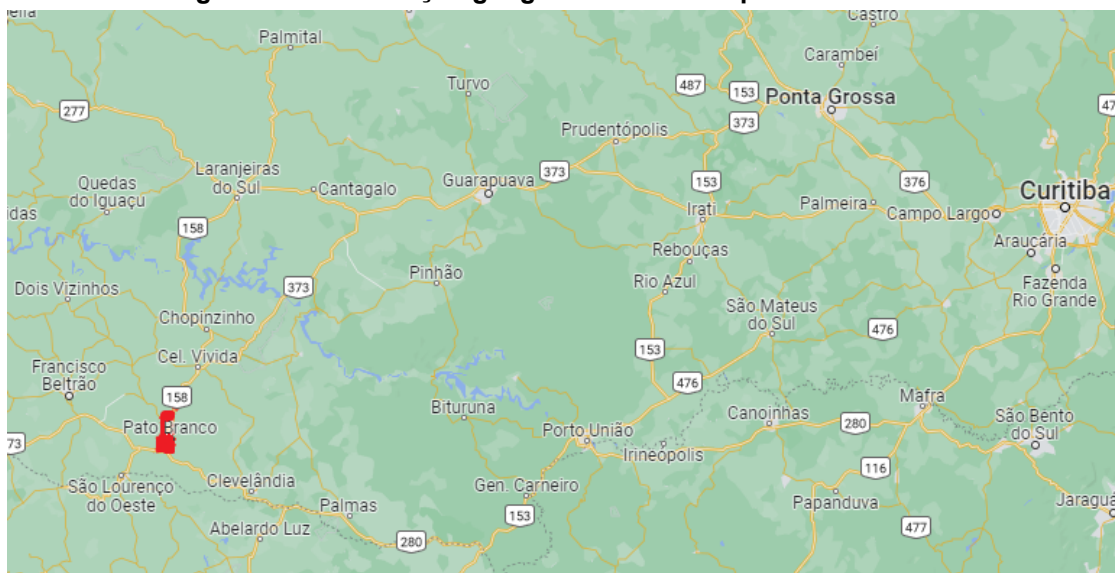 Castro
Palmital
Carambeí
Turvo
487
153
Ponta Grossa
277
373
Prudentópolis
Laranjeiras
do Sul
Quedas
do Iguaçu
Cantagalo
Guarapuava
373
153
376
Curitiba
Palmeira
Campo Largo
Irati
158
Araucária
Rebouças
Pinhão
Rio Azul
Fazenda
Rio Grande
Dois Vizinhos
373
São Mateus
do Sul
Chopinzinho
476
153
Cel. Vivida
Francisco
Beltrão
476
158
Mafra
Bituruna
Canoinhas
Pato Branco
280
São Bento
do Sul
Porto União
Irineópolis
116
São Lourenço
do Oeste
Clevelândia
Gen. Carneiro
Palmas
Papanduva
153
Abelardo Luz
477
280